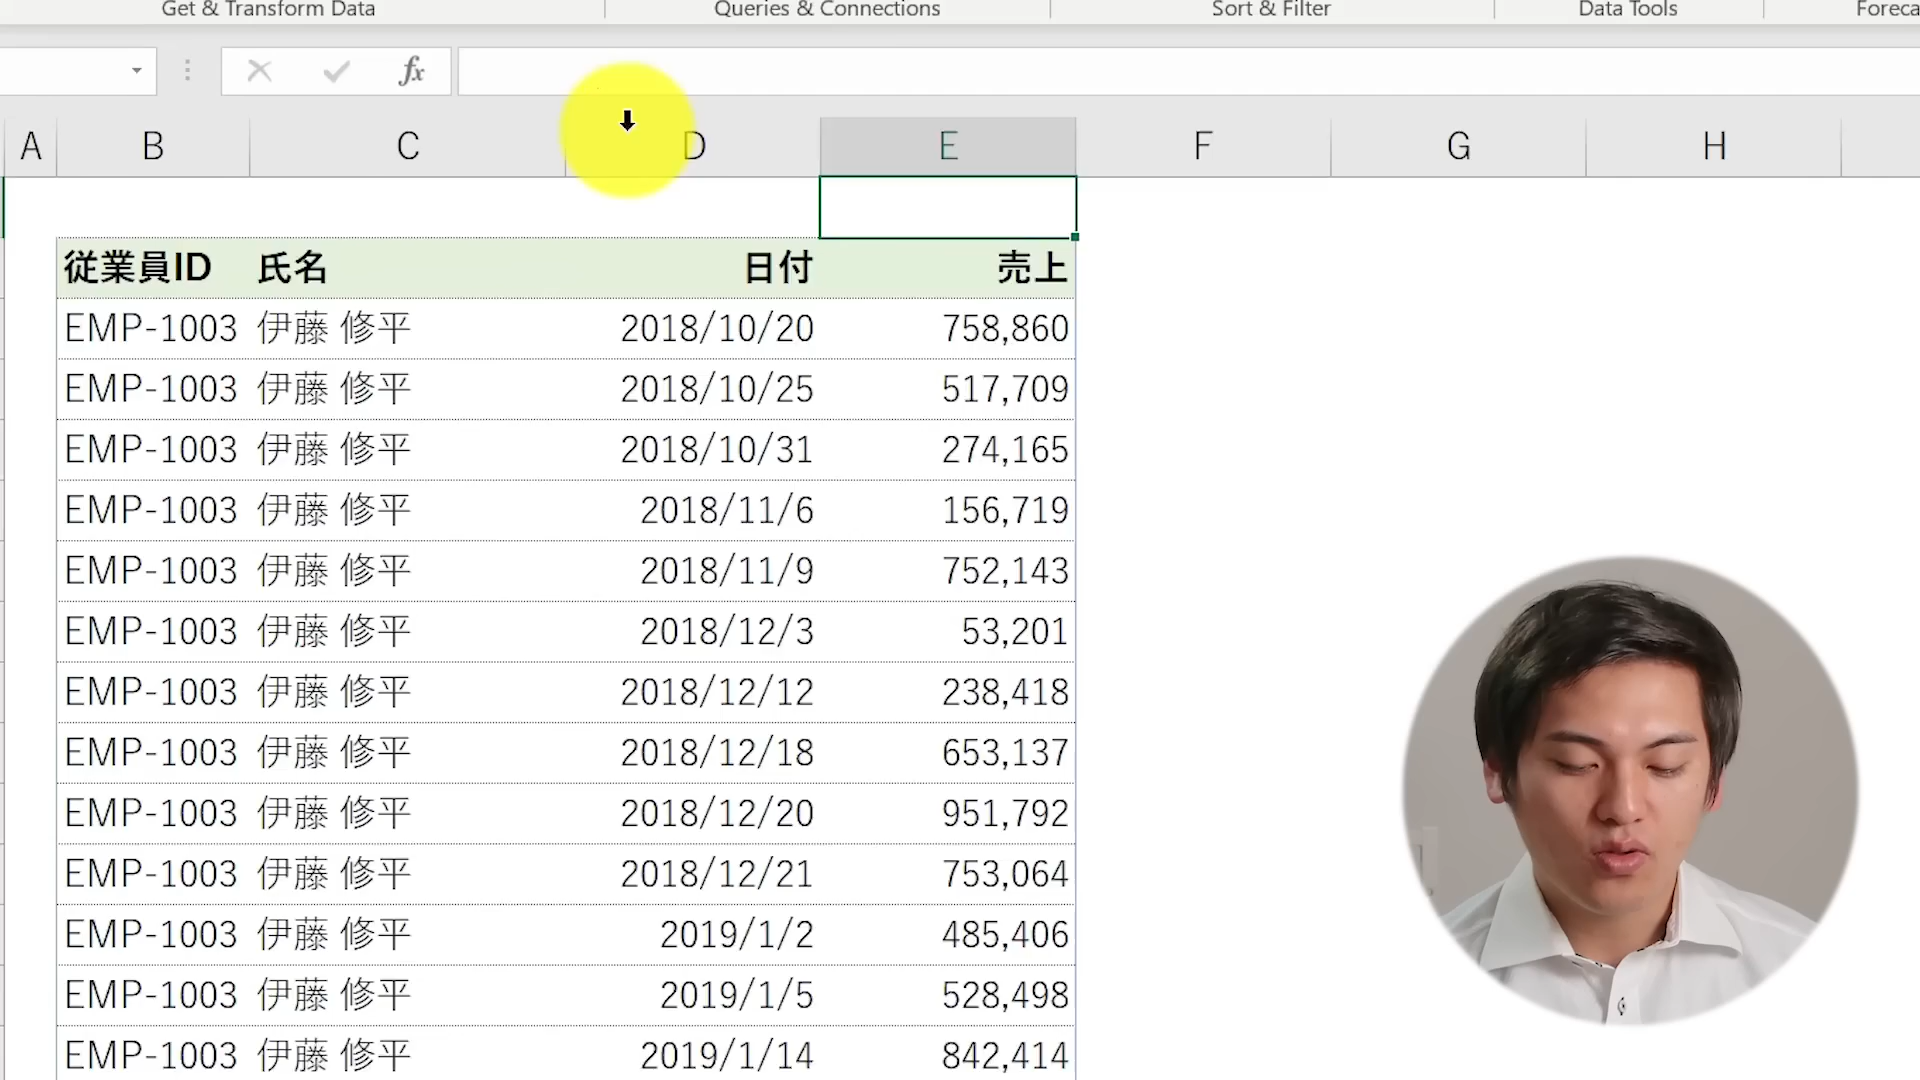 Get & Transform Data Queries & Connections Sort & Filter Data Tools Foreca
fx
A B C D E F G H
従業員ID 氏名 日付 売上
EMP-1003 伊藤 修平 2018/10/20 758,860
EMP-1003 伊藤 修平 2018/10/25 517,709
EMP-1003 伊藤 修平 2018/10/31 274,165
EMP-1003 伊藤 修平 2018/11/6 156,719
EMP-1003 伊藤 修平 2018/11/9 752,143
EMP-1003 伊藤 修平 2018/12/3 53,201
EMP-1003 伊藤 修平 2018/12/12 238,418
EMP-1003 伊藤 修平 2018/12/18 653,137
EMP-1003 伊藤 修平 2018/12/20 951,792
EMP-1003 伊藤 修平 2018/12/21 753,064
EMP-1003 伊藤 修平 2019/1/2 485,406
EMP-1003 伊藤 修平 2019/1/5 528,498
EMP-1003 伊藤 修平 2019/1/14 842,414